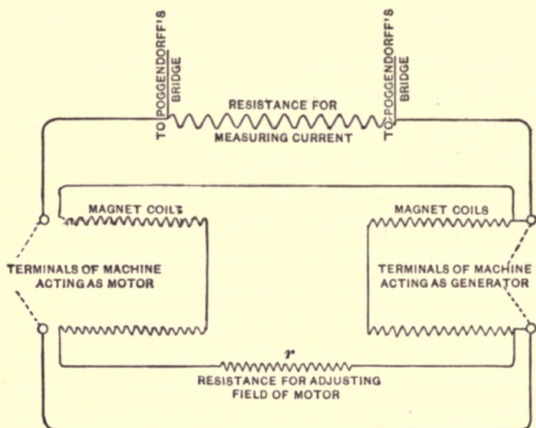 TO POGGENDORFF'S
BRIDGE
TO POGGENDORFF'S
BRIDGE
RESISTANCE FOR
MEASURING CURRENT
MAGNET COILS
MAGNET COILS
TERMINALS OF MACHINE
ACTING AS MOTOR
TERMINALS OF MACHINE
ACTING AS GENERATOR
r
RESISTANCE FOR ADJUSTING
FIELD OF MOTOR